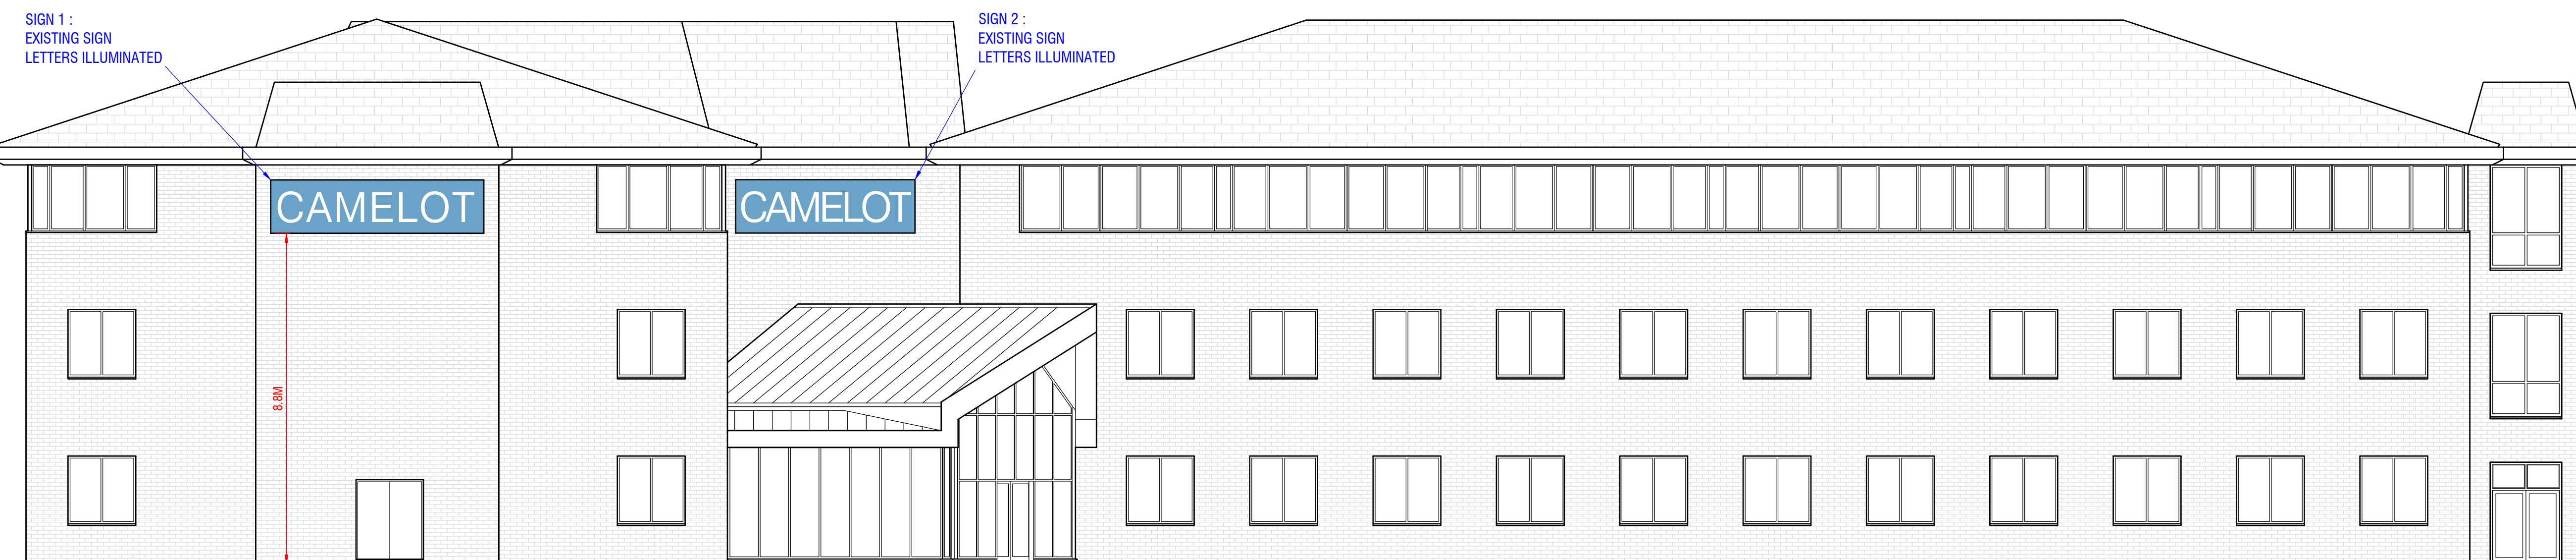 SIGN 1 :
EXISTING SIGN
LETTERS ILLUMINATED
SIGN 2 :
EXISTING SIGN
LETTERS ILLUMINATED
CAMELOT
CAMELOT
8.8M